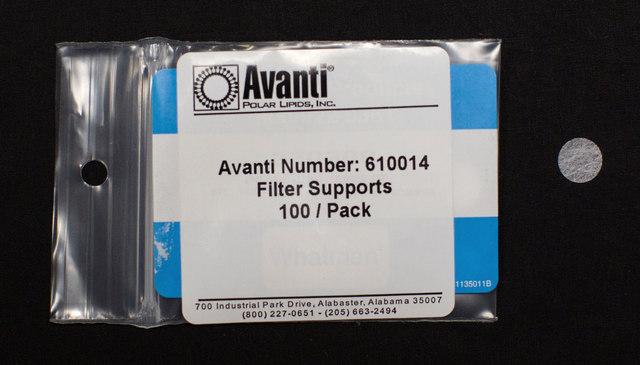 Avanti®
POLAR LIPIDS, INC.
Avanti Number: 610014
Filter Supports
100 / Pack
Whatman
700 Industrial Park Drive, Alabaster, Alabama 35007
(800) 227-0651 - (205) 663-2494
1135011B